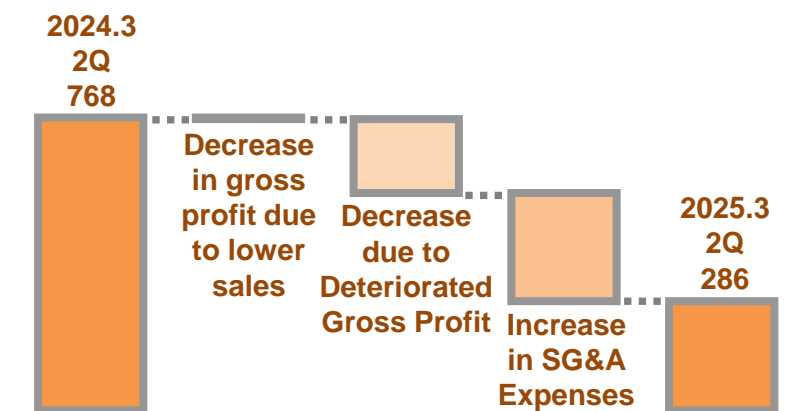 2024.3
2Q
768
Decrease
in gross
profit due
to lower
sales
Decrease
due to
Deteriorated
Gross Profit
Increase
in SG&A
Expenses
2025.3
2Q
286